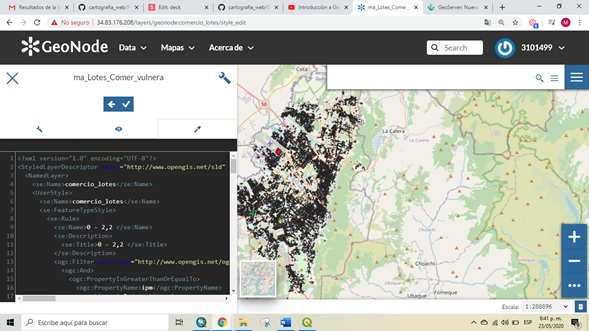 Resultados de la b
cartografia_web/R
Edit deck
cartografia_web/
Introducción a G
ma_Lotes_Comer_
GeoServer: Nuevo
No seguro | 34.83.176.208/layers/geonode:comercio_lotes/style_edit
GeoNode Data Mapas Acerca de Search 3101499
ma_Lotes_Comer_vulnera
1 <?xml version="1.0" encoding="UTF-8"?>
2 <StyledLayerDescriptor "http://www.opengis.net/sld"
3 <NamedLayer>
4 <se:Name>comercio_lotes</se:Name>
5 <UserStyle>
6 <se:Name>comercio_lotes</se:Name>
7 <se:FeatureTypeStyle>
8 <se:Rule>
9 <se:Name>0 - 2,2 </se:Name>
10 <se:Description>
11 <se:Title>0 - 2,2 </se:Title>
12 </se:Description>
13 <ogc:Filter "http://www.opengis.net/og
14 <ogc:And>
15 <ogc:PropertyIsGreaterThanOrEqualTo>
16 <ogc:PropertyName>ipm</ogc:PropertyName>
17
Cota
La Calera
Choachí
Ubaque
Fómeque
Escala: 1:288896
Escribe aquí para buscar
ESP
6:41 p. m.
23/05/2020